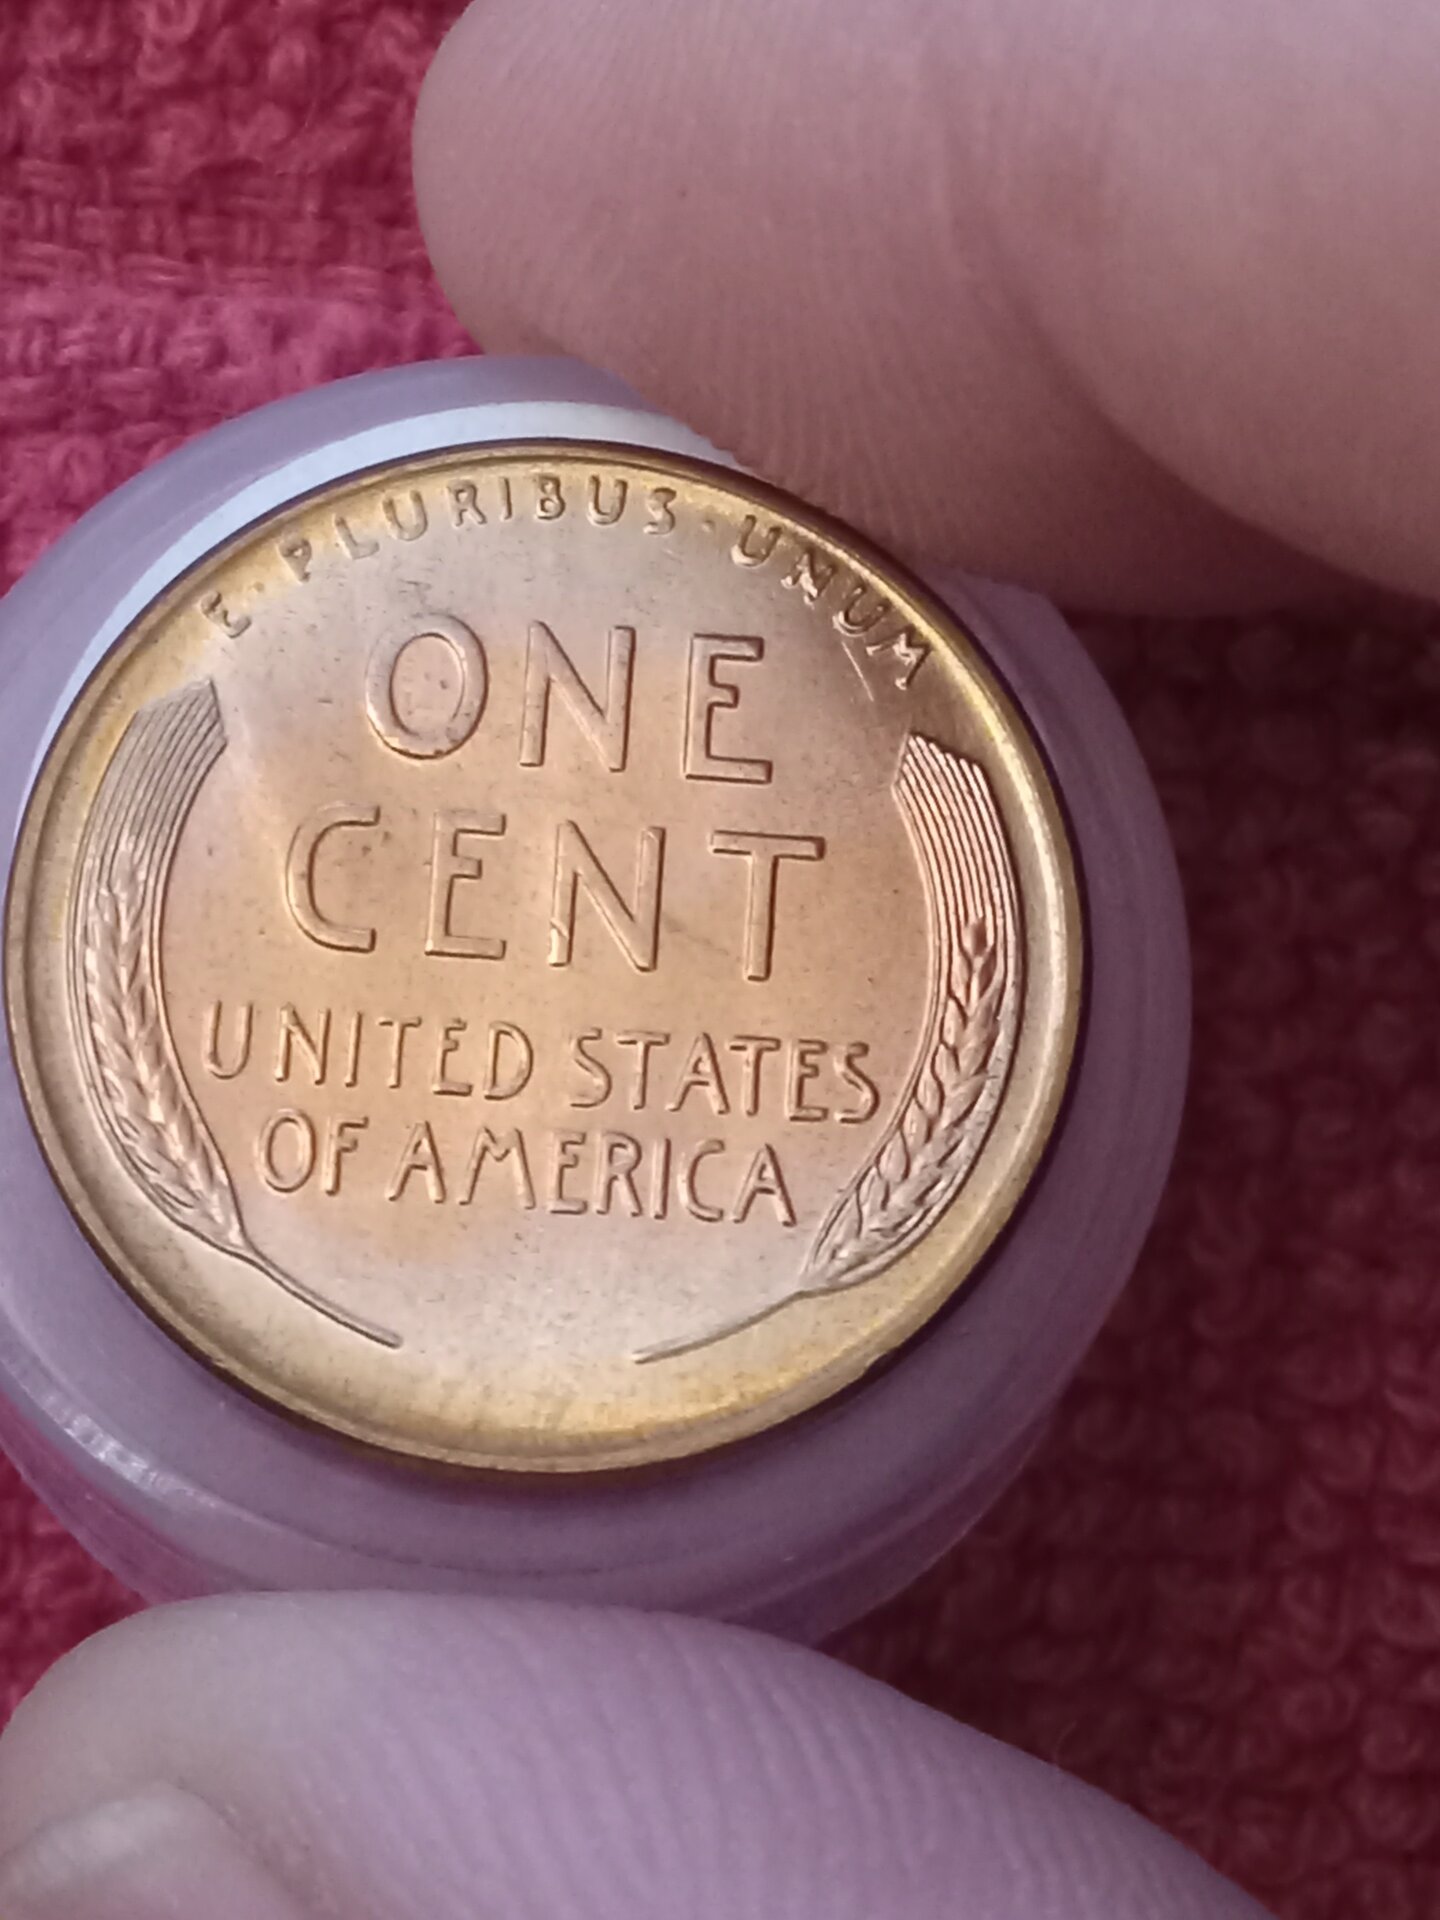 E · PLURIBUS · UNUM
ONE
CENT
UNITED STATES
OF AMERICA